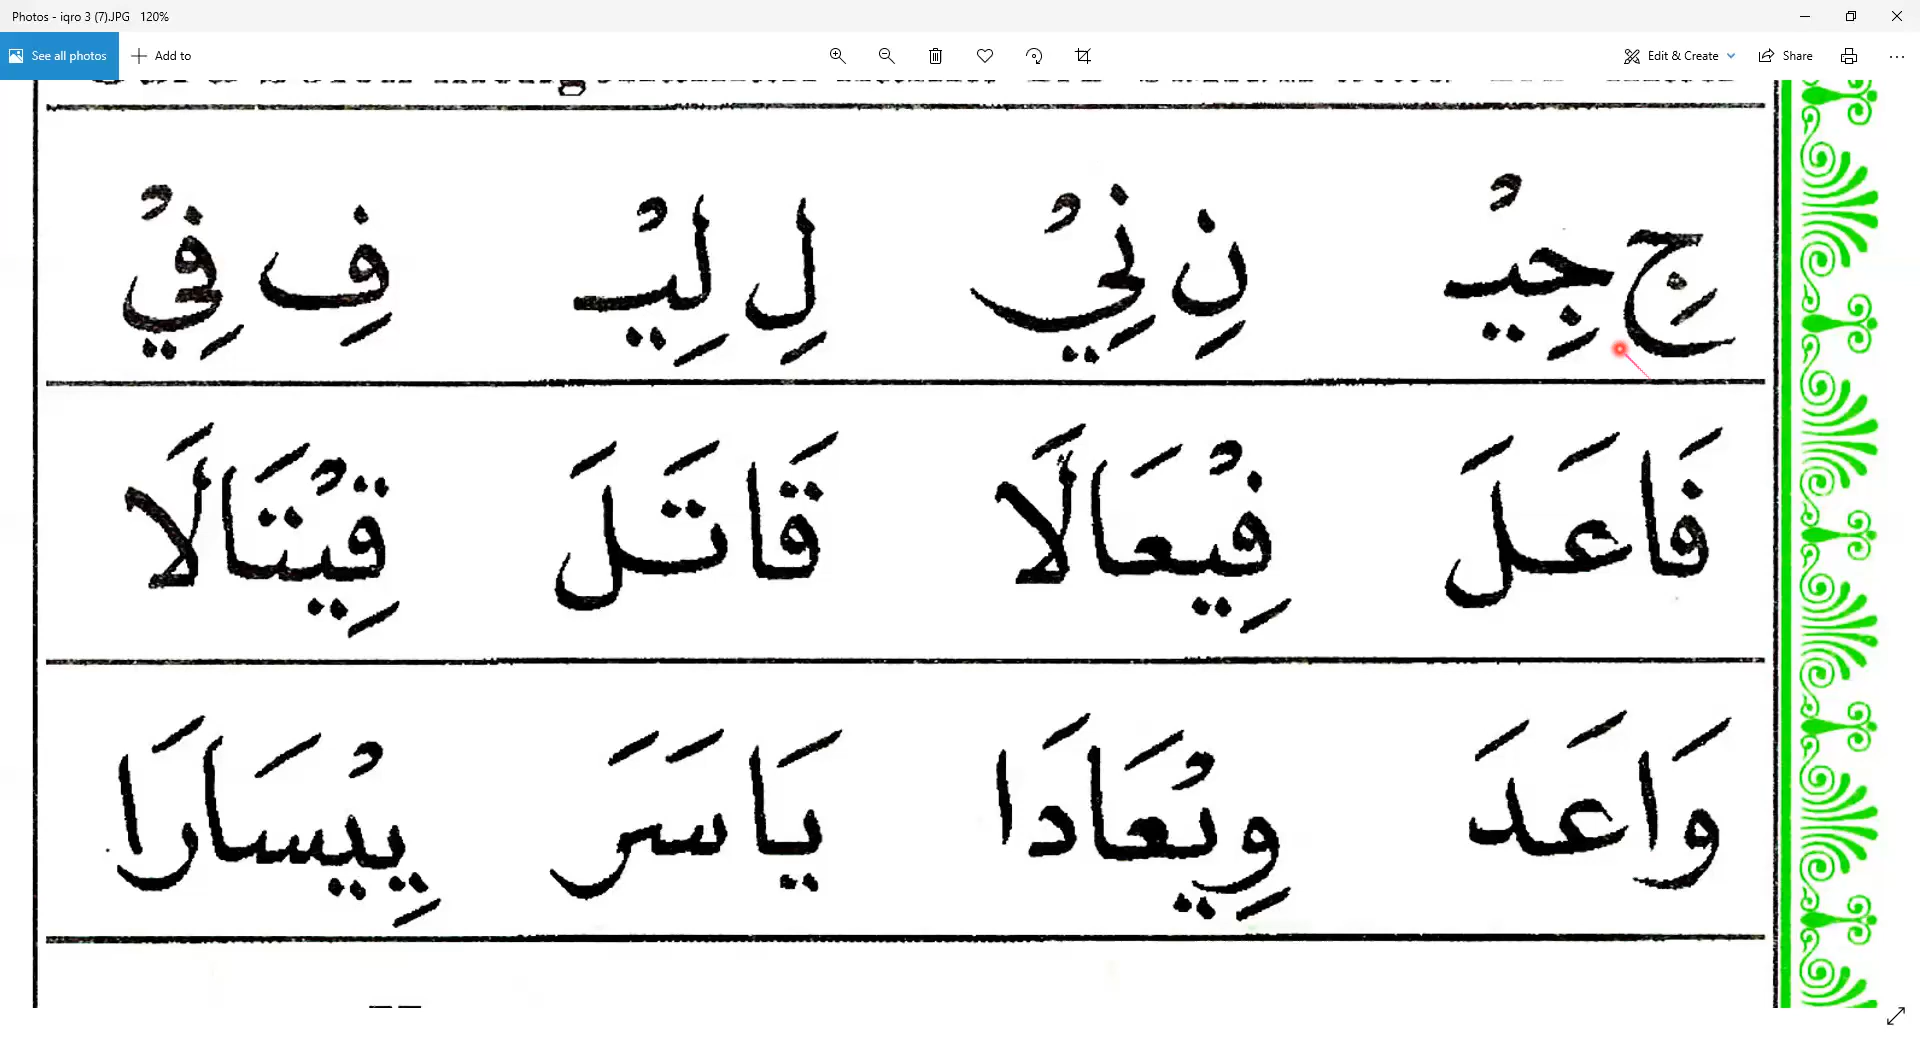 Photos - iqro 3 (7).JPG 120%
See all photos
Add to
Edit & Create
Share
جِ جِيْـ نِ نِيْ لِ لِيْـ فِ فِيْ
فَاعَلَ فِيْعَالَا قَاتَلَ قِيْتَالَا
وَاعَدَ وِيْعَادَا يَاسَرَ يِيْسَارَا